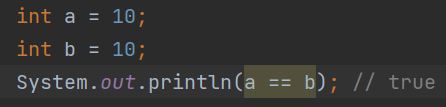 int a = 10;
int b = 10;
System.out.println(a == b); // true